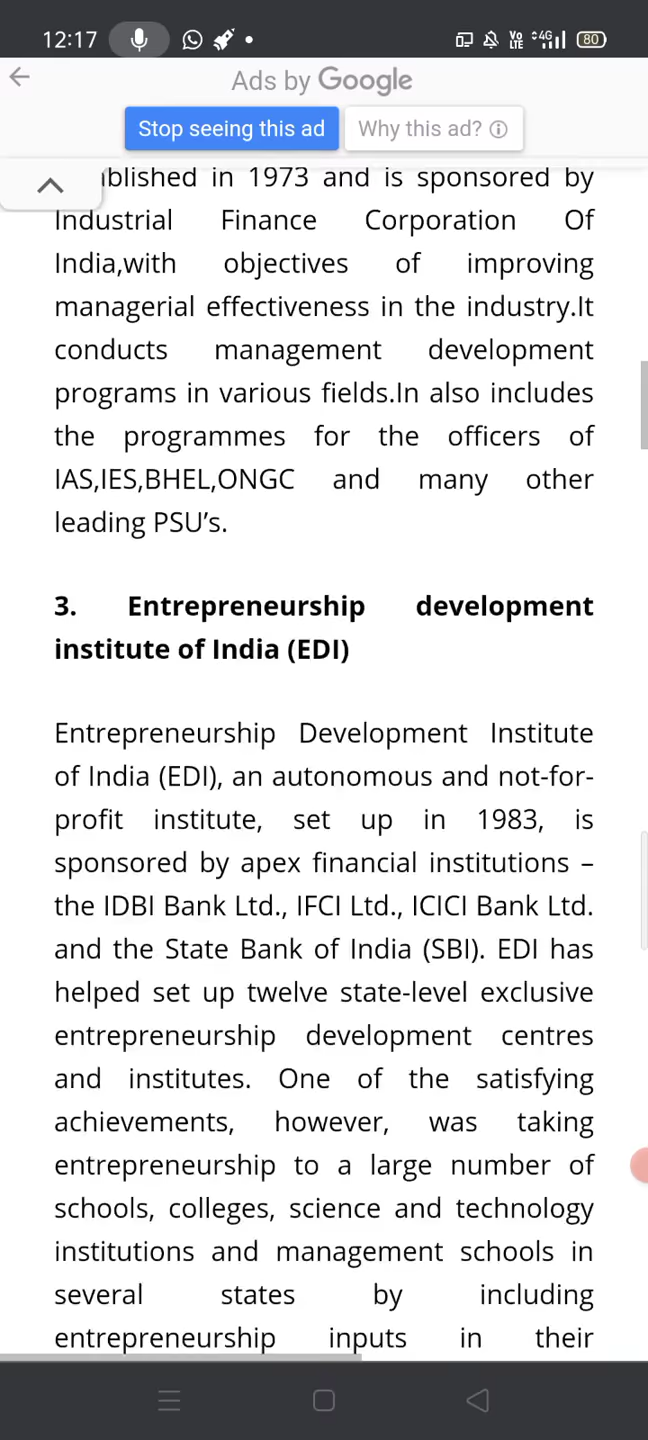 12:17
Vo LTE 4G 80
Ads by Google
Stop seeing this ad Why this ad?
blished in 1973 and is sponsored by
Industrial Finance Corporation Of
India,with objectives of improving
managerial effectiveness in the industry.It
conducts management development
programs in various fields.In also includes
the programmes for the officers of
IAS,IES,BHEL,ONGC and many other
leading PSU’s.
3. Entrepreneurship development
institute of India (EDI)
Entrepreneurship Development Institute
of India (EDI), an autonomous and not-for-
profit institute, set up in 1983, is
sponsored by apex financial institutions –
the IDBI Bank Ltd., IFCI Ltd., ICICI Bank Ltd.
and the State Bank of India (SBI). EDI has
helped set up twelve state-level exclusive
entrepreneurship development centres
and institutes. One of the satisfying
achievements, however, was taking
entrepreneurship to a large number of
schools, colleges, science and technology
institutions and management schools in
several states by including
entrepreneurship inputs in their